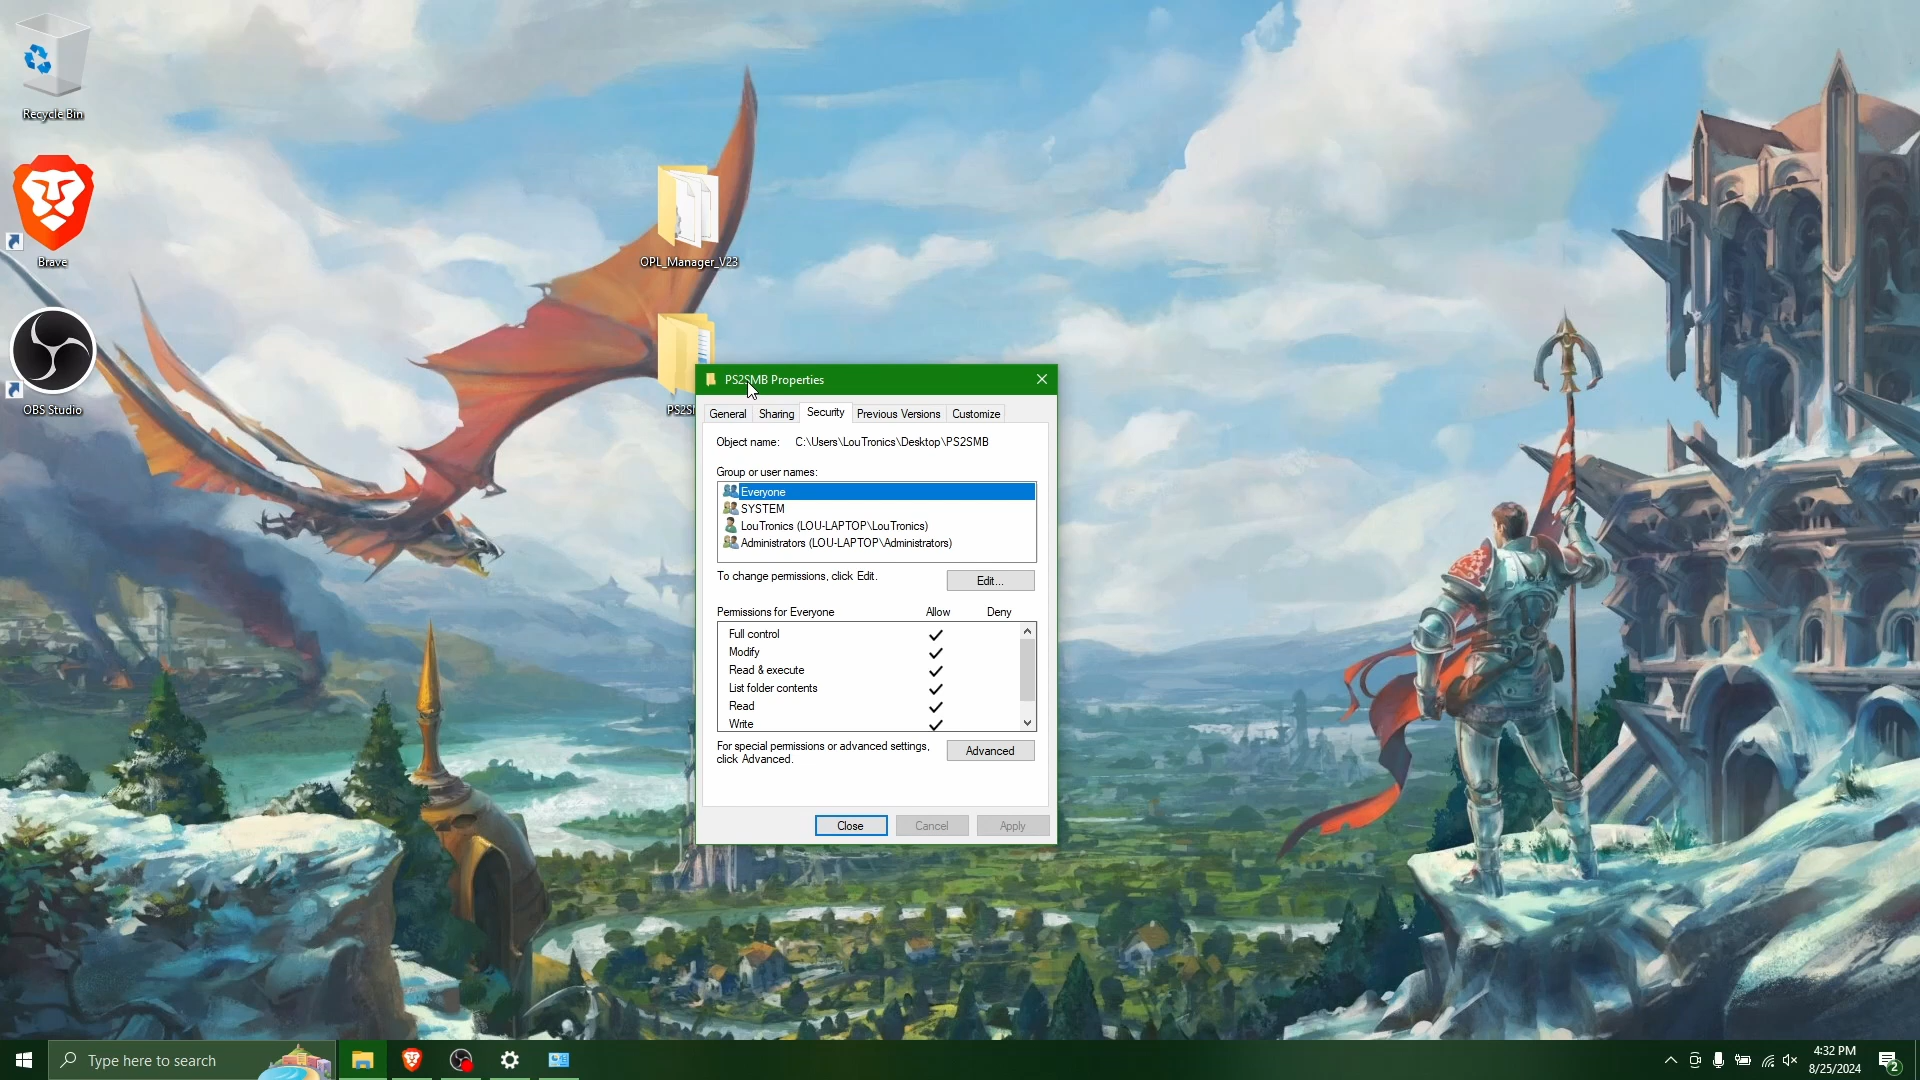 Recycle Bin
Brave
OBS Studio
OPL_Manager_V23
PS2SMB Properties
General Sharing Security Previous Versions Customize
Object name: C:\Users\LouTronics\Desktop\PS2SMB
Group or user names:
Everyone
SYSTEM
LouTronics (LOU-LAPTOP\LouTronics)
Administrators (LOU-LAPTOP\Administrators)
To change permissions, click Edit.
Edit...
Permissions for Everyone Allow Deny
Full control
Modify
Read & execute
List folder contents
Read
Write
For special permissions or advanced settings,
click Advanced.
Advanced
Close Cancel Apply
Type here to search
4:32 PM
8/25/2024
2